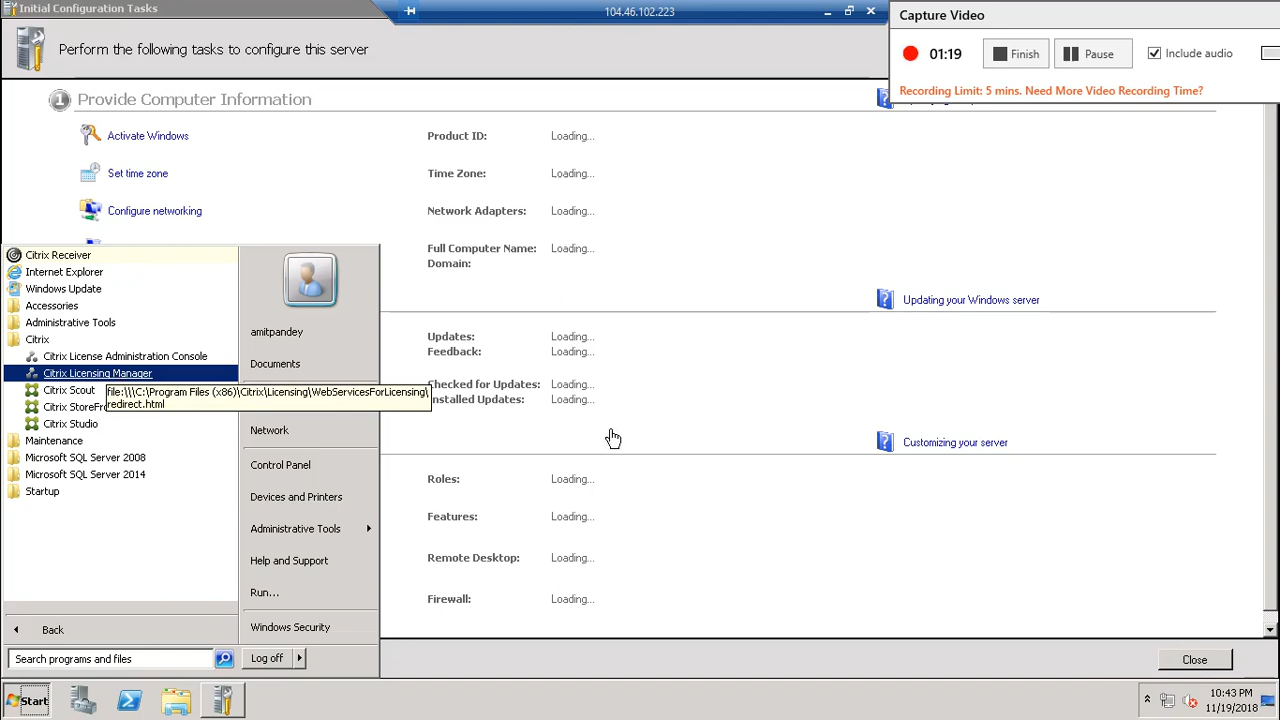 Initial Configuration Tasks
104.46.102.223
Capture Video
Perform the following tasks to configure this server
01:19
Finish
Pause
Include audio
Recording Limit: 5 mins. Need More Video Recording Time?
1
Provide Computer Information
Activate Windows
Product ID:
Loading...
Set time zone
Time Zone:
Loading...
Configure networking
Network Adapters:
Loading...
Full Computer Name:
Loading...
Domain:
Updating your Windows server
Updates:
Loading...
Feedback:
Loading...
Checked for Updates:
Loading...
Installed Updates:
Loading...
Customizing your server
Roles:
Loading...
Features:
Loading...
Remote Desktop:
Loading...
Firewall:
Loading...
Close
Citrix Receiver
Internet Explorer
Windows Update
Accessories
Administrative Tools
Citrix
Citrix License Administration Console
Citrix Licensing Manager
Citrix Scout
file:\\\C:\Program Files (x86)\Citrix\Licensing\WebServicesForLicensing\
redirect.html
Citrix StoreFr
Citrix Studio
Maintenance
Microsoft SQL Server 2008
Microsoft SQL Server 2014
Startup
Back
Search programs and files
amitpandey
Documents
Network
Control Panel
Devices and Printers
Administrative Tools
Help and Support
Run...
Windows Security
Log off
Start
10:43 PM
11/19/2018